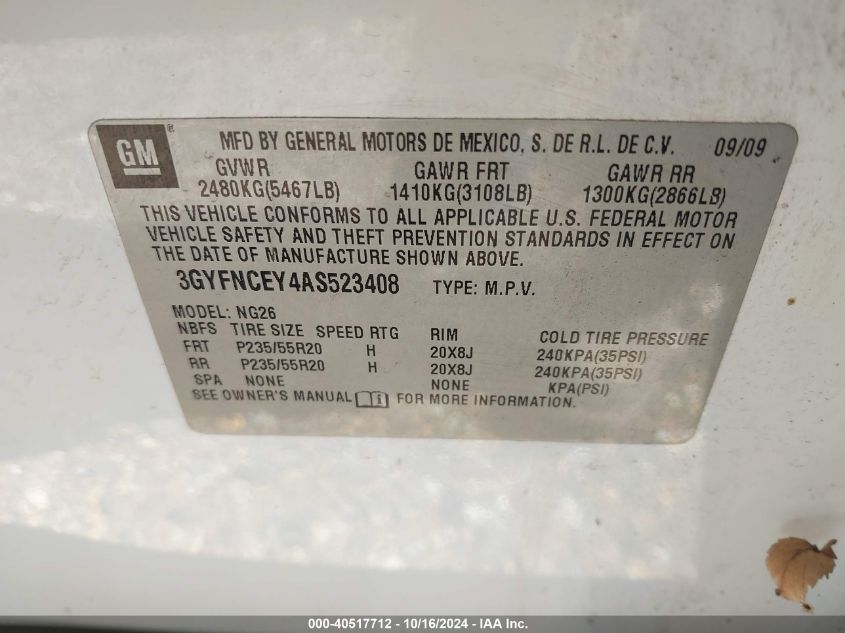 GM® MFD BY GENERAL MOTORS DE MEXICO, S. DE R.L. DE C.V. 09/09
GVWR GAWR FRT GAWR RR
2480KG(5467LB) 1410KG(3108LB) 1300KG(2866LB)
THIS VEHICLE CONFORMS TO ALL APPLICABLE U.S. FEDERAL MOTOR
VEHICLE SAFETY AND THEFT PREVENTION STANDARDS IN EFFECT ON
THE DATE OF MANUFACTURE SHOWN ABOVE.
3GYFNCEY4AS523408 TYPE: M.P.V.
MODEL: NG26
NBFS TIRE SIZE SPEED RTG RIM COLD TIRE PRESSURE
FRT P235/55R20 H 20X8J 240KPA(35PSI)
RR P235/55R20 H 20X8J 240KPA(35PSI)
SPA NONE NONE KPA(PSI)
SEE OWNER'S MANUAL FOR MORE INFORMATION.
000-40517712 - 10/16/2024 - IAA Inc.